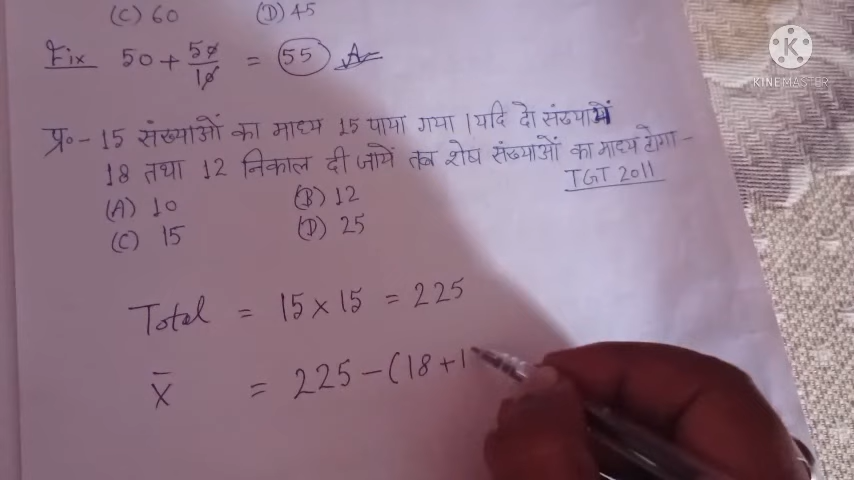 (C) 60 (D) 45
Fix 50 + 50/10 = 55 A
KINEMASTER
प्र०- 15 संख्याओं का माध्य 15 पाया गया। यदि दो संख्यायें
18 तथा 12 निकाल दी जायें तब शेष संख्याओं का माध्य होगा-
TGT 2011
(A) 10 (B) 12
(C) 15 (D) 25
Total = 15 × 15 = 225
x̄ = 225 - (18 + 1